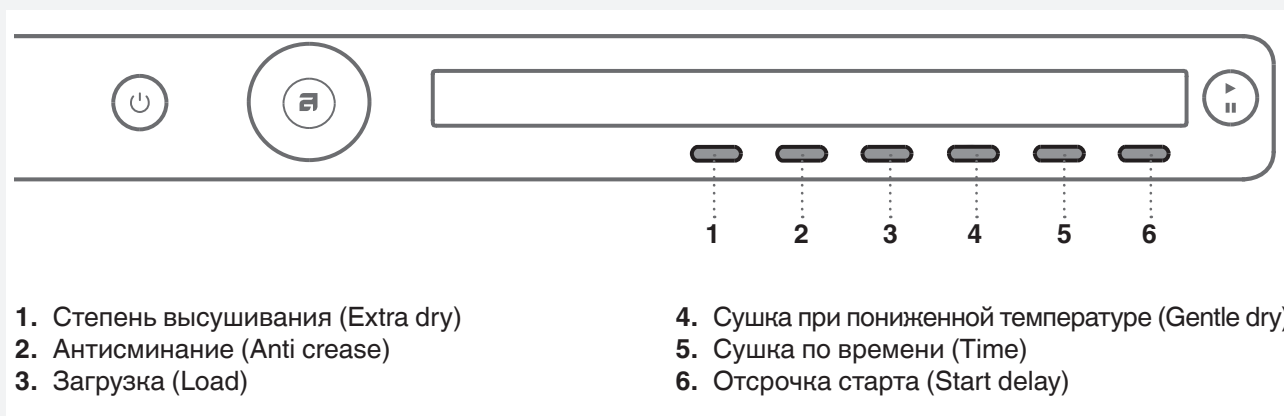 1 2 3 4 5 6
1. Степень высушивания (Extra dry)
2. Антисминание (Anti crease)
3. Загрузка (Load)
4. Сушка при пониженной температуре (Gentle dry)
5. Сушка по времени (Time)
6. Отсрочка старта (Start delay)